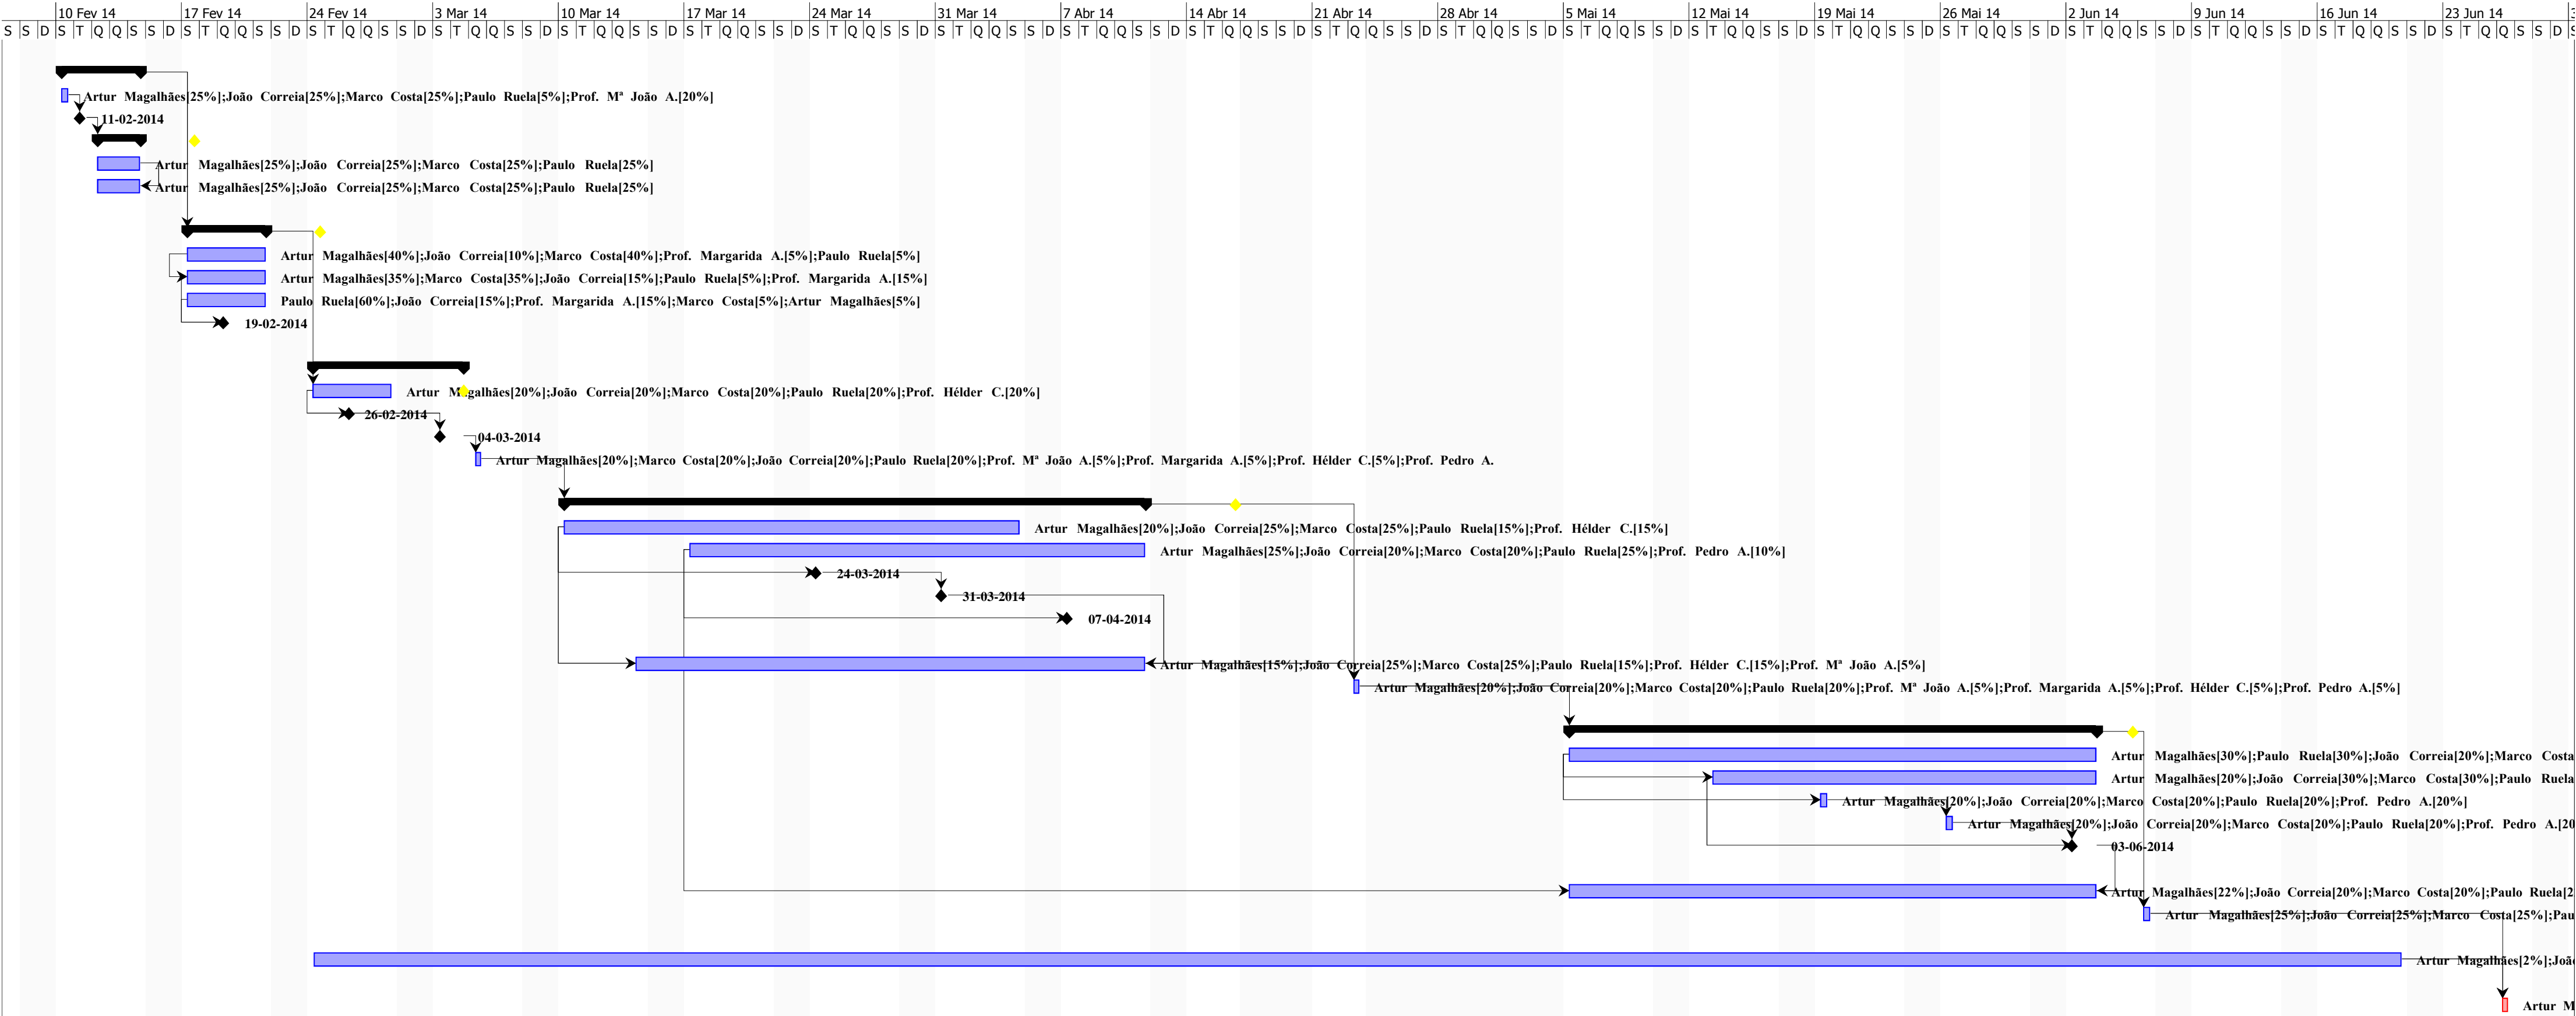 10 Fev 14 17 Fev 14 24 Fev 14 3 Mar 14 10 Mar 14 17 Mar 14 24 Mar 14 31 Mar 14 7 Abr 14 14 Abr 14 21 Abr 14 28 Abr 14 5 Mai 14 12 Mai 14 19 Mai 14 26 Mai 14 2 Jun 14 9 Jun 14 16 Jun 14 23 Jun 14 3
S S D S T Q Q S S D S T Q Q S S D S T Q Q S S D S T Q Q S S D S T Q Q S S D S T Q Q S S D S T Q Q S S D S T Q Q S S D S T Q Q S S D S T Q Q S S D S T Q Q S S D S T Q Q S S D S T Q Q S S D S T Q Q S S D S T Q Q S S D S T Q Q S S D S T Q Q S S D S T Q Q S S D S T Q Q S S D S T Q Q S S D S
Artur Magalhães[25%];João Correia[25%];Marco Costa[25%];Paulo Ruela[5%];Prof. Mª João A.[20%]
11-02-2014
Artur Magalhães[25%];João Correia[25%];Marco Costa[25%];Paulo Ruela[25%]
Artur Magalhães[25%];João Correia[25%];Marco Costa[25%];Paulo Ruela[25%]
Artur Magalhães[40%];João Correia[10%];Marco Costa[40%];Prof. Margarida A.[5%];Paulo Ruela[5%]
Artur Magalhães[35%];Marco Costa[35%];João Correia[15%];Paulo Ruela[5%];Prof. Margarida A.[15%]
Paulo Ruela[60%];João Correia[15%];Prof. Margarida A.[15%];Marco Costa[5%];Artur Magalhães[5%]
19-02-2014
Artur Magalhães[20%];João Correia[20%];Marco Costa[20%];Paulo Ruela[20%];Prof. Hélder C.[20%]
26-02-2014
04-03-2014
Artur Magalhães[20%];Marco Costa[20%];João Correia[20%];Paulo Ruela[20%];Prof. Mª João A.[5%];Prof. Margarida A.[5%];Prof. Hélder C.[5%];Prof. Pedro A.
Artur Magalhães[20%];João Correia[25%];Marco Costa[25%];Paulo Ruela[15%];Prof. Hélder C.[15%]
Artur Magalhães[25%];João Correia[20%];Marco Costa[20%];Paulo Ruela[25%];Prof. Pedro A.[10%]
24-03-2014
31-03-2014
07-04-2014
Artur Magalhães[15%];João Correia[25%];Marco Costa[25%];Paulo Ruela[15%];Prof. Hélder C.[15%];Prof. Mª João A.[5%]
Artur Magalhães[20%];João Correia[20%];Marco Costa[20%];Paulo Ruela[20%];Prof. Mª João A.[5%];Prof. Margarida A.[5%];Prof. Hélder C.[5%];Prof. Pedro A.[5%]
Artur Magalhães[30%];Paulo Ruela[30%];João Correia[20%];Marco Costa
Artur Magalhães[20%];João Correia[30%];Marco Costa[30%];Paulo Ruela
Artur Magalhães[20%];João Correia[20%];Marco Costa[20%];Paulo Ruela[20%];Prof. Pedro A.[20%]
Artur Magalhães[20%];João Correia[20%];Marco Costa[20%];Paulo Ruela[20%];Prof. Pedro A.[20
03-06-2014
Artur Magalhães[22%];João Correia[20%];Marco Costa[20%];Paulo Ruela[2
Artur Magalhães[25%];João Correia[25%];Marco Costa[25%];Pau
Artur Magalhães[2%];Joã
Artur M